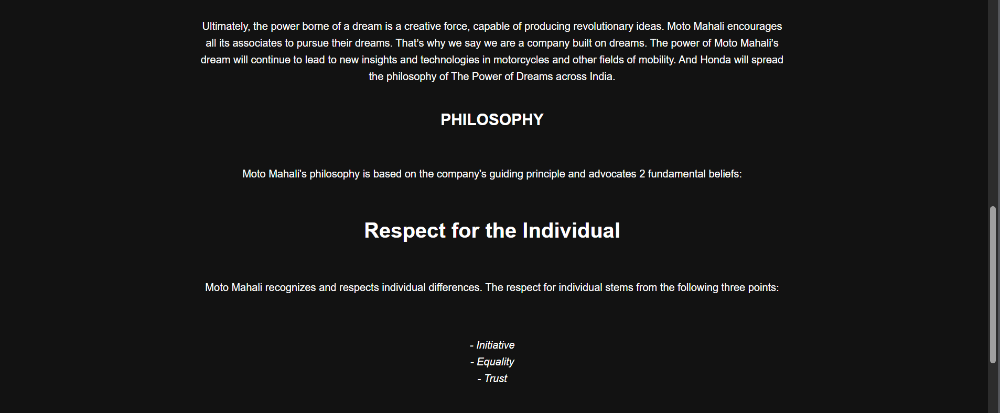 Ultimately, the power borne of a dream is a creative force, capable of producing revolutionary ideas. Moto Mahali encourages
all its associates to pursue their dreams. That’s why we say we are a company built on dreams. The power of Moto Mahali’s
dream will continue to lead to new insights and technologies in motorcycles and other fields of mobility. And Honda will spread
the philosophy of The Power of Dreams across India.
PHILOSOPHY
Moto Mahali's philosophy is based on the company's guiding principle and advocates 2 fundamental beliefs:
Respect for the Individual
Moto Mahali recognizes and respects individual differences. The respect for individual stems from the following three points:
- Initiative
- Equality
- Trust